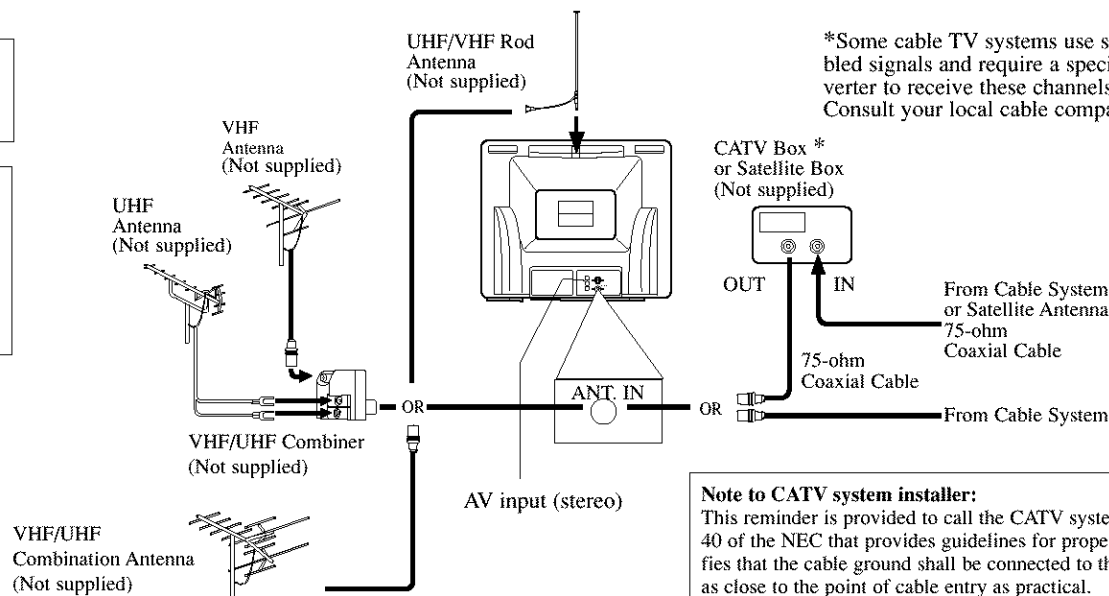 UHF/VHF Rod
Antenna
(Not supplied)
*Some cable TV systems use s
bled signals and require a speci
verter to receive these channels
Consult your local cable compa
VHF
Antenna
(Not supplied)
CATV Box *
or Satellite Box
(Not supplied)
UHF
Antenna
(Not supplied)
OUT
IN
From Cable System
or Satellite Antenna
75-ohm
Coaxial Cable
75-ohm
Coaxial Cable
ANT. IN
OR
OR
From Cable System
VHF/UHF Combiner
(Not supplied)
AV input (stereo)
VHF/UHF
Combination Antenna
(Not supplied)
Note to CATV system installer:
This reminder is provided to call the CATV syste
40 of the NEC that provides guidelines for prope
fies that the cable ground shall be connected to th
as close to the point of cable entry as practical.